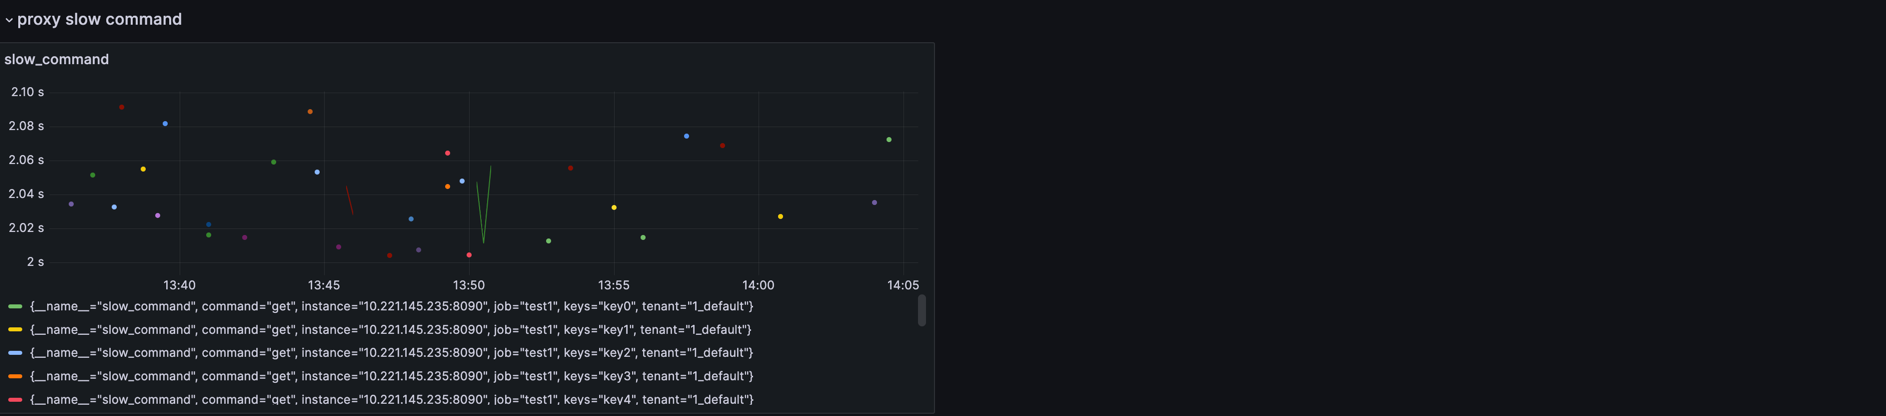 proxy slow command
slow_command
2.10 s
2.08 s
2.06 s
2.04 s
2.02 s
2 s
13:40 13:45 13:50 13:55 14:00 14:05
{__name__="slow_command", command="get", instance="10.221.145.235:8090", job="test1", keys="key0", tenant="1_default"}
{__name__="slow_command", command="get", instance="10.221.145.235:8090", job="test1", keys="key1", tenant="1_default"}
{__name__="slow_command", command="get", instance="10.221.145.235:8090", job="test1", keys="key2", tenant="1_default"}
{__name__="slow_command", command="get", instance="10.221.145.235:8090", job="test1", keys="key3", tenant="1_default"}
{__name__="slow_command", command="get", instance="10.221.145.235:8090", job="test1", keys="key4", tenant="1_default"}